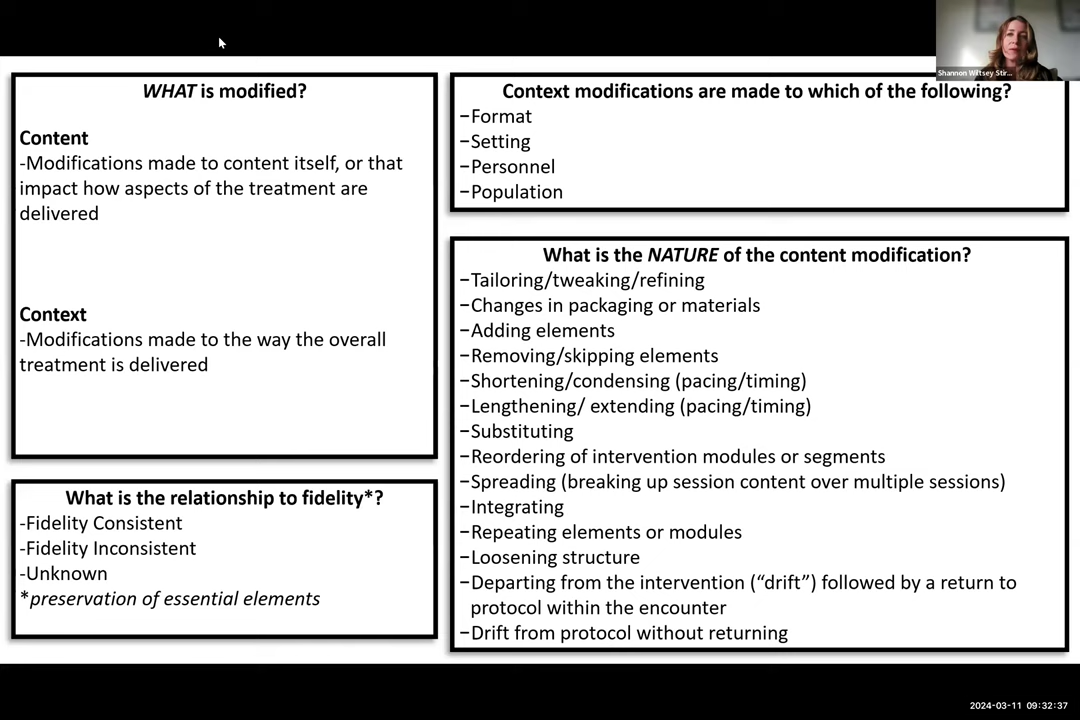 Shannon Wiltsey Stir...
WHAT is modified?
Content
-Modifications made to content itself, or that
impact how aspects of the treatment are
delivered
Context
-Modifications made to the way the overall
treatment is delivered
What is the relationship to fidelity*?
-Fidelity Consistent
-Fidelity Inconsistent
-Unknown
*preservation of essential elements
Context modifications are made to which of the following?
–Format
–Setting
–Personnel
–Population
What is the NATURE of the content modification?
–Tailoring/tweaking/refining
–Changes in packaging or materials
–Adding elements
–Removing/skipping elements
–Shortening/condensing (pacing/timing)
–Lengthening/ extending (pacing/timing)
–Substituting
–Reordering of intervention modules or segments
–Spreading (breaking up session content over multiple sessions)
–Integrating
–Repeating elements or modules
–Loosening structure
–Departing from the intervention (“drift”) followed by a return to
protocol within the encounter
–Drift from protocol without returning
2024-03-11 09:32:37